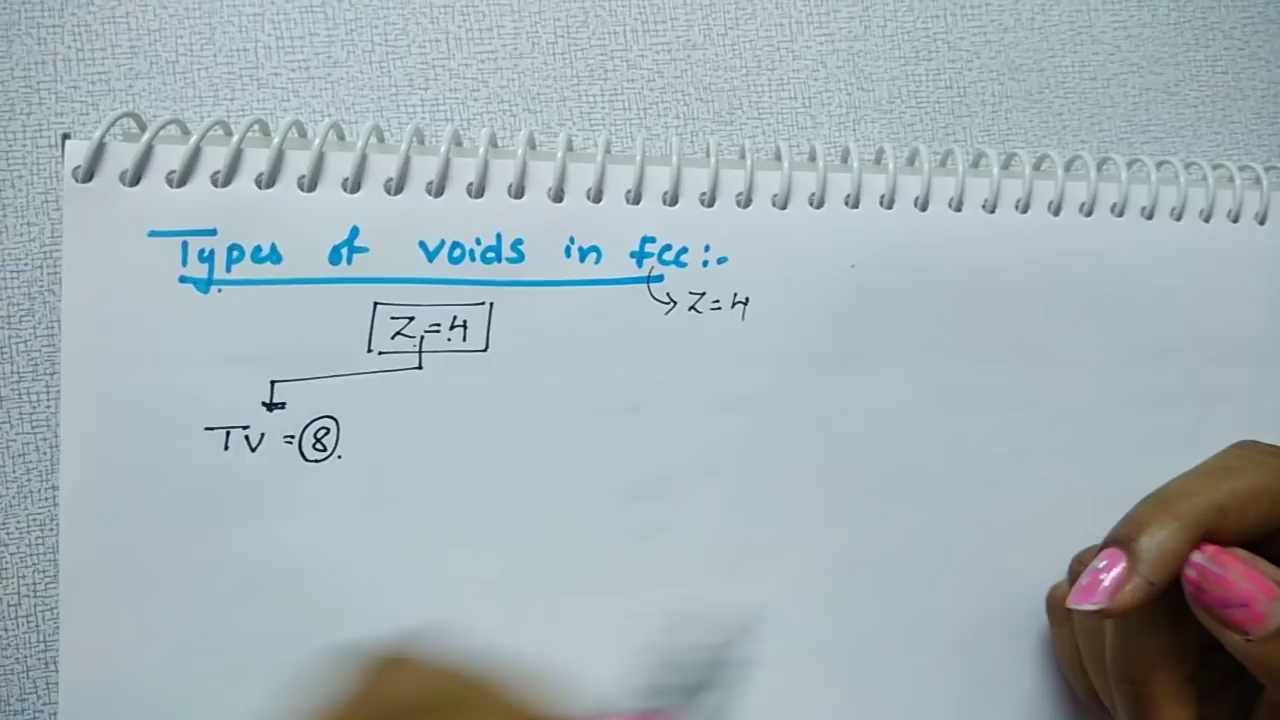 Types of voids in fcc:-
Z=4
Z=4
TV = 8.